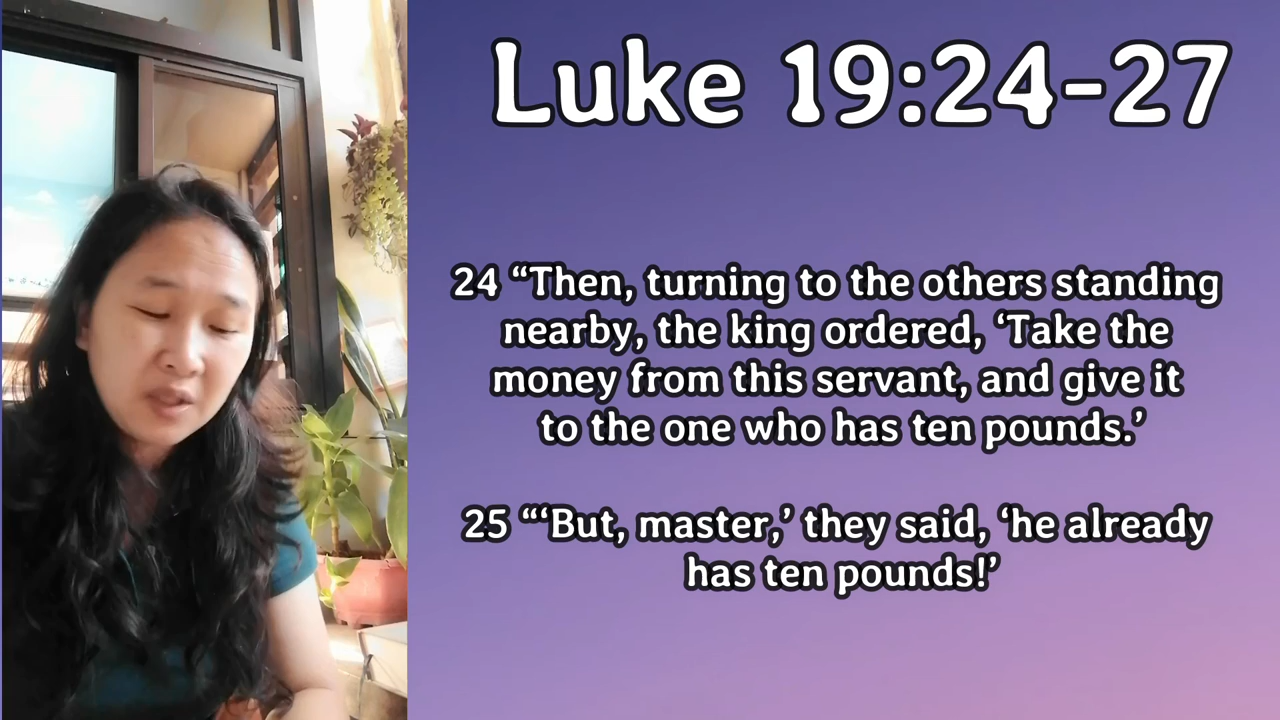 Luke 19:24-27
24 “Then, turning to the others standing
nearby, the king ordered, ‘Take the
money from this servant, and give it
to the one who has ten pounds.’
25 “‘But, master,’ they said, ‘he already
has ten pounds!’